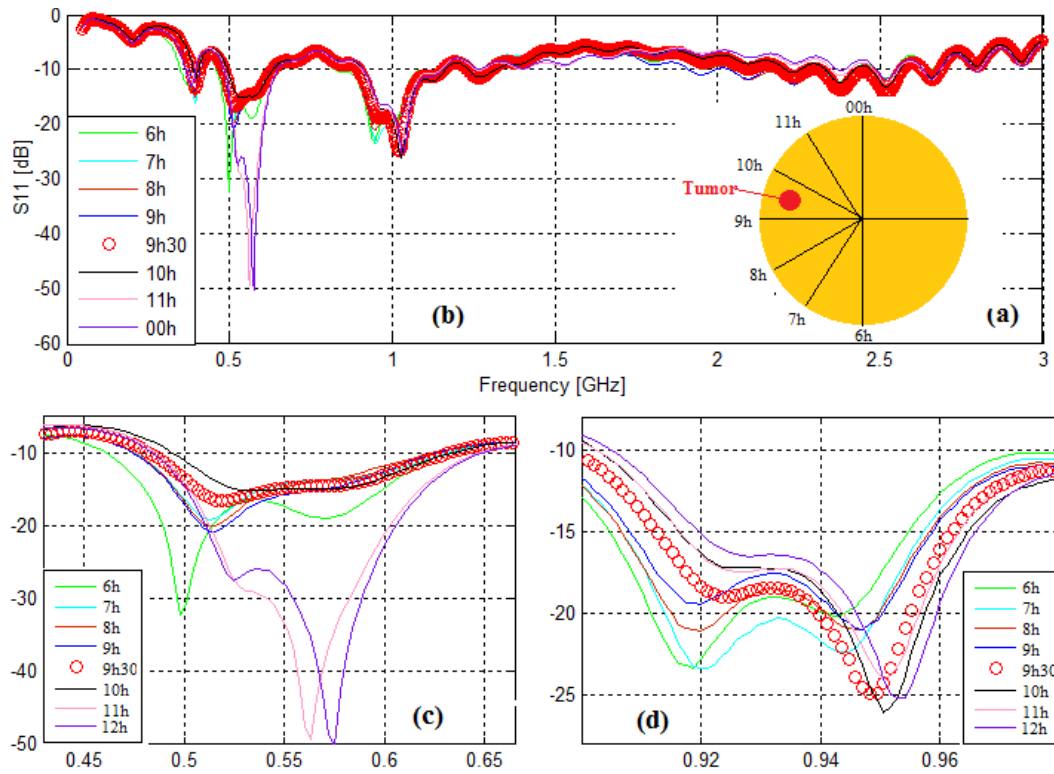 0
-10
-20
-30
-40
-50
-60
S11 [dB]
0 0.5 1 1.5 2 2.5 3
Frequency [GHz]
6h
7h
8h
9h
9h30
10h
11h
00h
(b)
00h
11h
10h
Tumor
9h
8h
7h
6h
(a)
-10
-20
-30
-40
-50
0.45 0.5 0.55 0.6 0.65
6h
7h
8h
9h
9h30
10h
11h
12h
(c)
-10
-15
-20
-25
0.92 0.94 0.96
6h
7h
8h
9h
9h30
10h
11h
12h
(d)